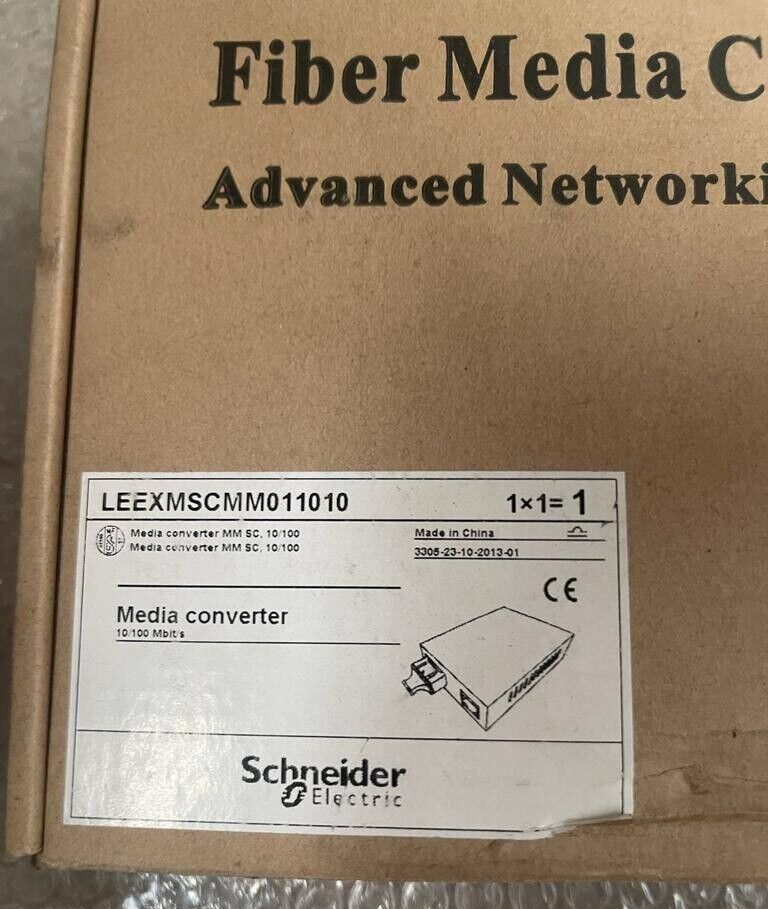 Fiber Media C
Advanced Networki
LEEXMSCMM011010 1×1= 1
Media converter MM SC, 10/100
Media converter MM SC, 10/100
Made in China
3305-23-10-2013-01
CE
Media converter
10/100 Mbit/s
Schneider
Electric